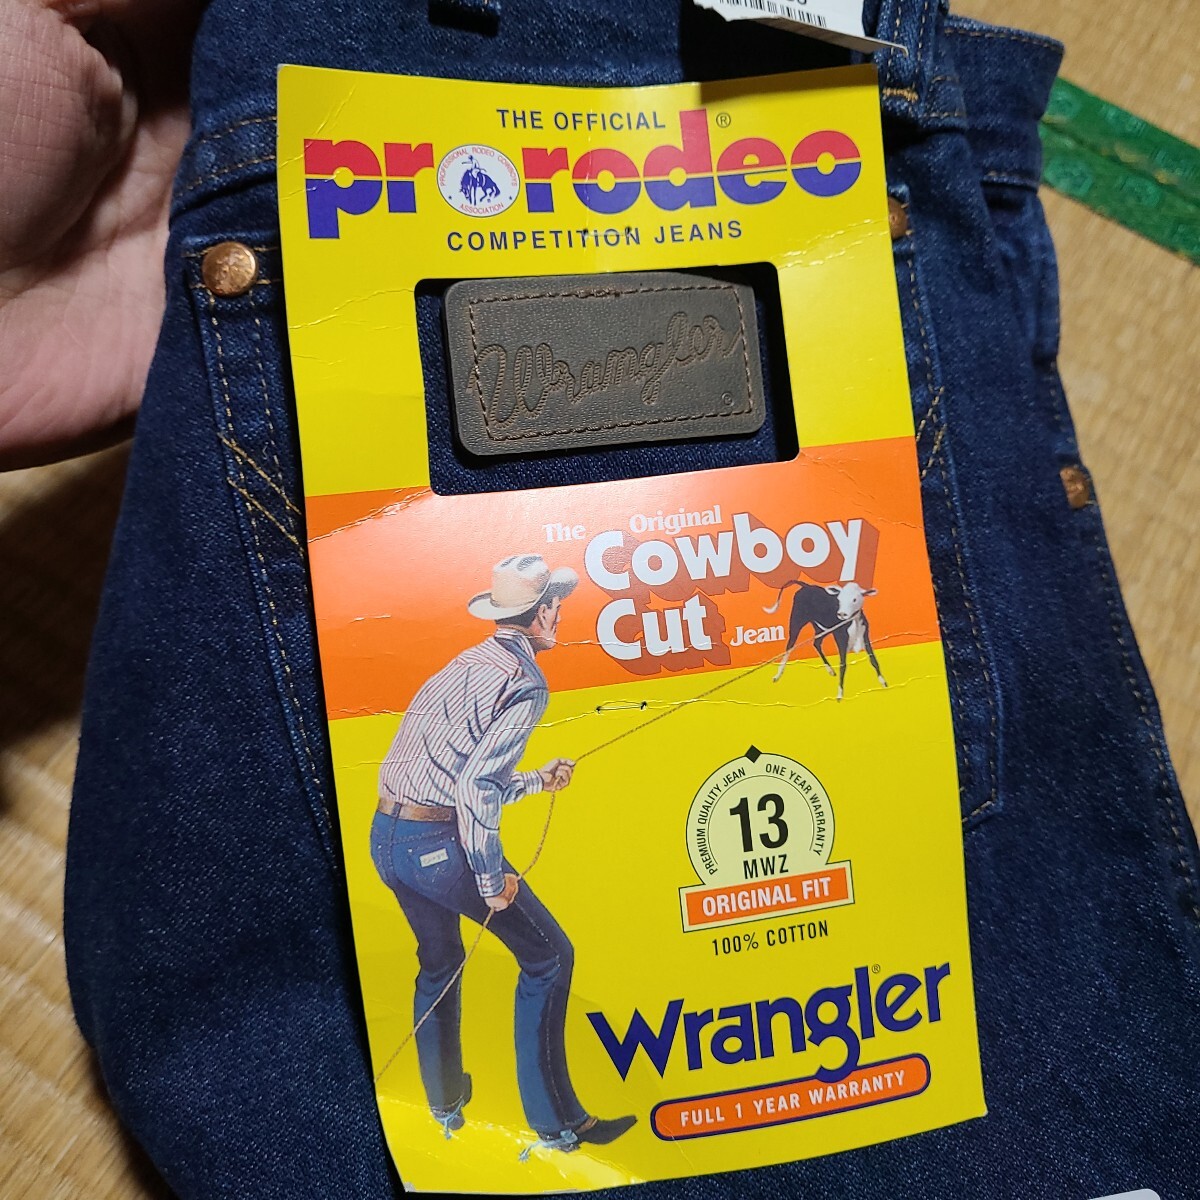 THE OFFICIAL
prorodeo®
PROFESSIONAL RODEO COWBOYS ASSOCIATION
COMPETITION JEANS
Wrangler®
The Original
Cowboy
Cut Jean
PREMIUM QUALITY JEAN ONE YEAR WARRANTY
13
MWZ
ORIGINAL FIT
100% COTTON
Wrangler®
FULL 1 YEAR WARRANTY